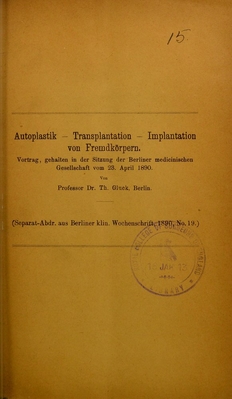 15.
Autoplastik — Transplantation — Implantation
von Fremdkörpern.
Vortrag, gehalten in der Sitzung der Berliner medicinischen
Gesellschaft vom 23. April 1890.
Von
Professor Dr. Th. Gluck, Berlin.
(Separat-Abdr. aus Berliner klin. Wochenschrift, 1890, No. 19.)
JAN